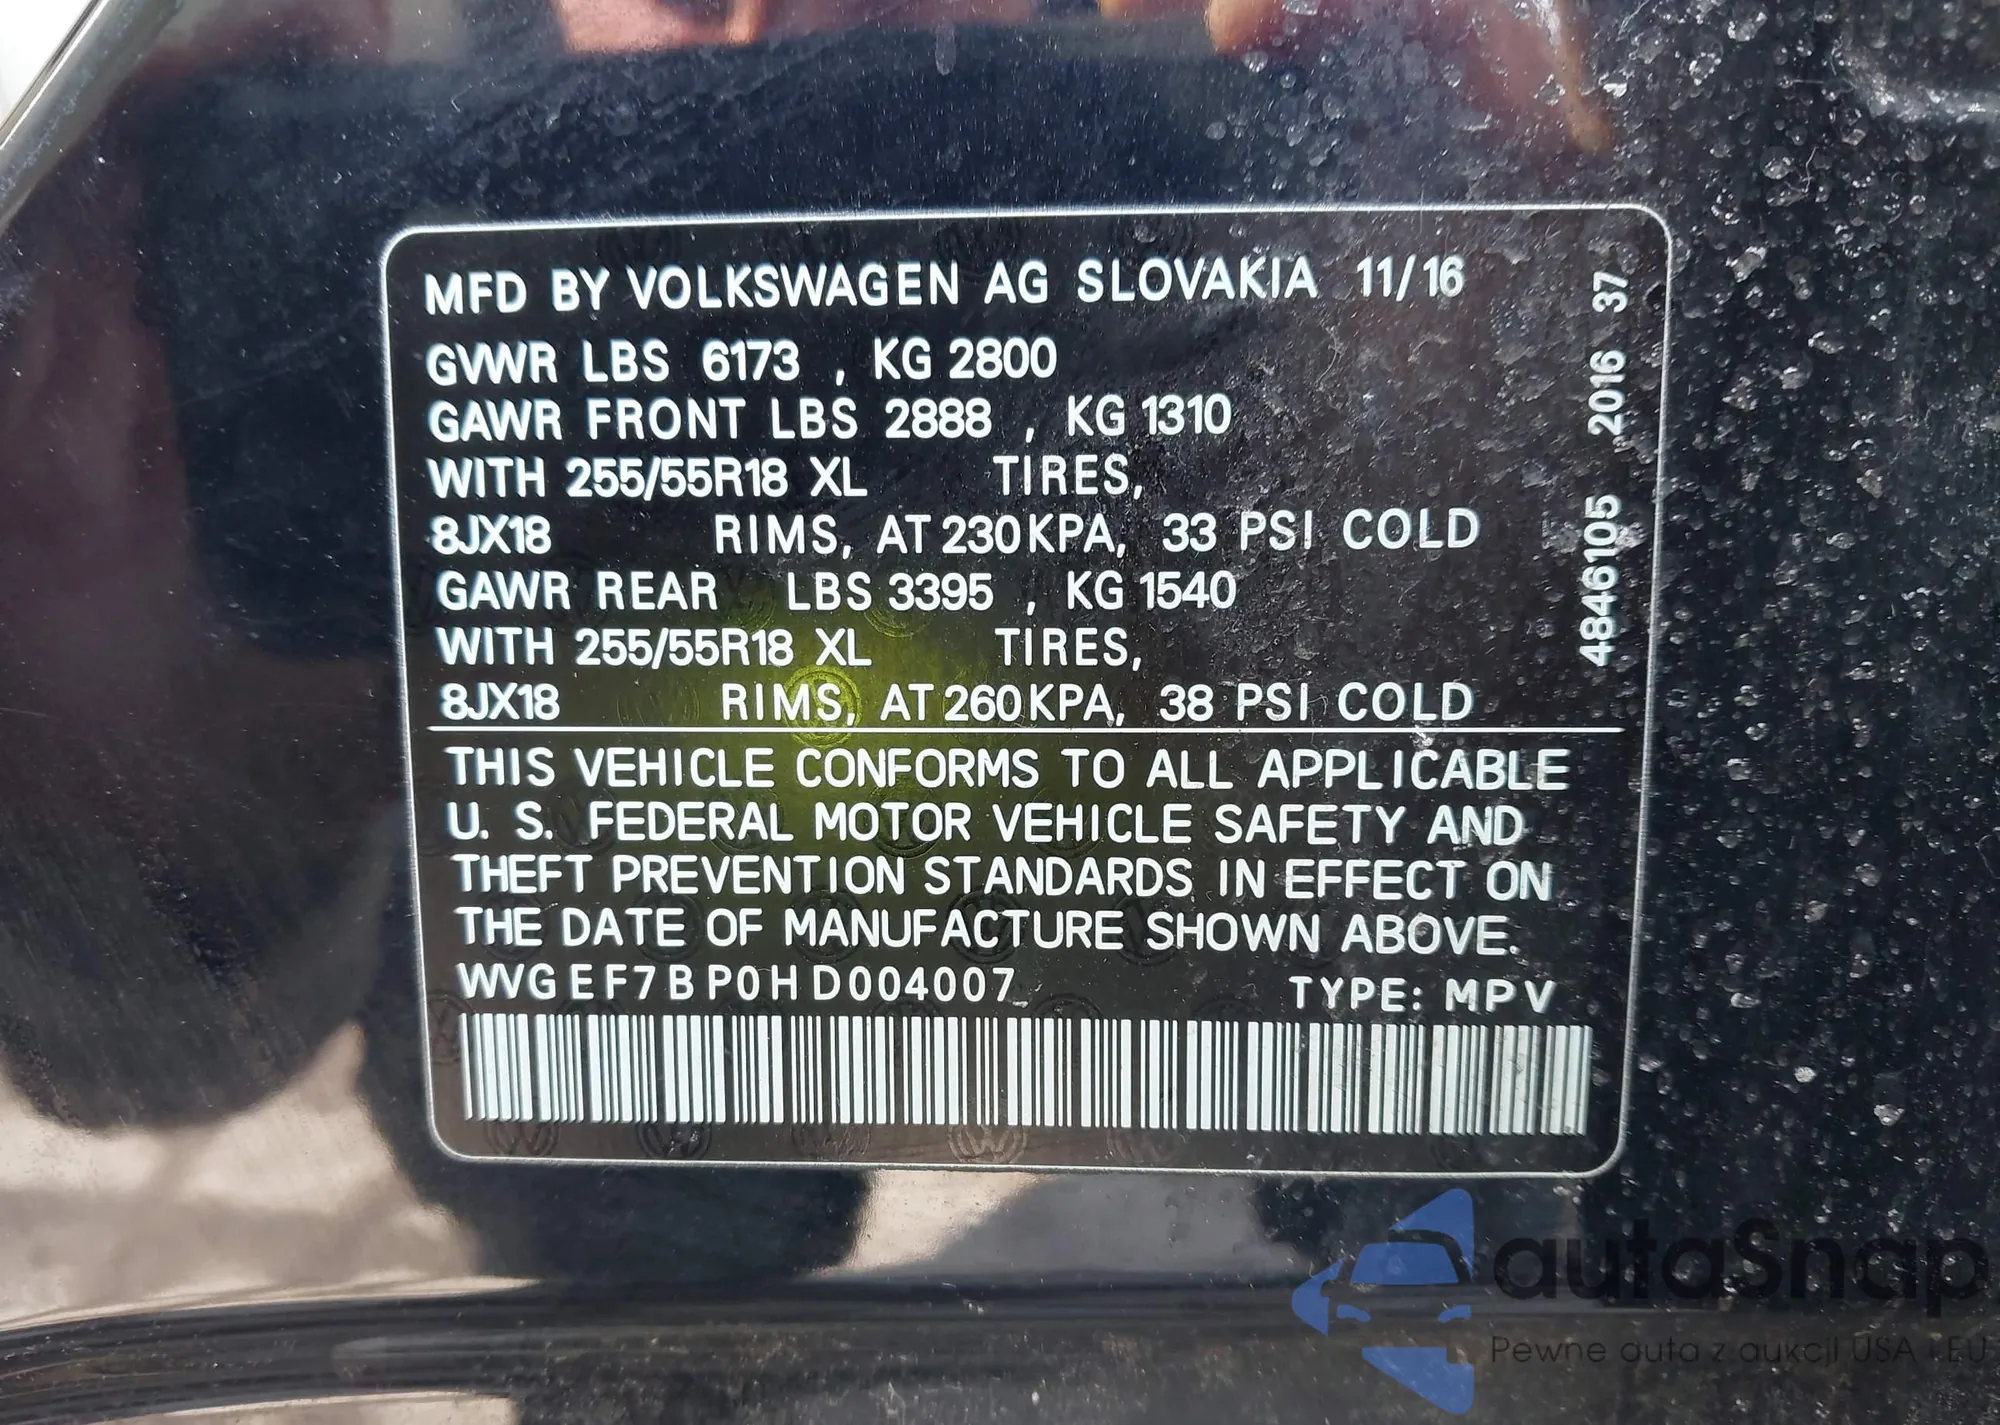 MFD BY VOLKSWAGEN AG SLOVAKIA 11/16
GVWR LBS 6173 , KG 2800
GAWR FRONT LBS 2888 , KG 1310
WITH 255/55R18 XL TIRES,
8JX18 RIMS, AT 230KPA, 33 PSI COLD
GAWR REAR LBS 3395 , KG 1540
WITH 255/55R18 XL TIRES,
8JX18 RIMS, AT 260KPA, 38 PSI COLD
THIS VEHICLE CONFORMS TO ALL APPLICABLE
U. S. FEDERAL MOTOR VEHICLE SAFETY AND
THEFT PREVENTION STANDARDS IN EFFECT ON
THE DATE OF MANUFACTURE SHOWN ABOVE.
WVGEF7BP0HD004007 TYPE: MPV
4846105 2016 37
autaSnap
Pewne auta z aukcji USA i EU